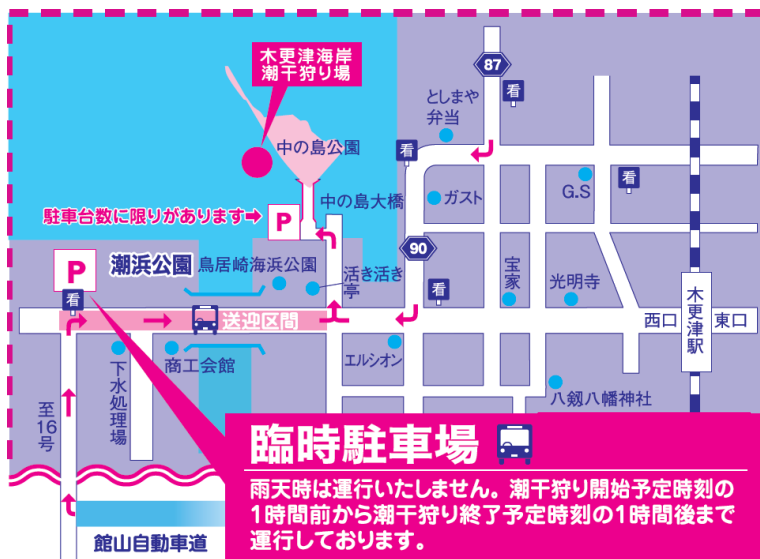 木更津海岸
潮干狩り場
87
看
としまや
弁当
看
中の島公園
看
G.S
中の島大橋
ガスト
駐車台数に限りがあります→
P
90
P
潮浜公園
鳥居崎海浜公園
活き活き
亭
宝家
光明寺
木更津駅
看
看
送迎区間
西口
東口
エルシオン
下水処理場
商工会館
八剱八幡神社
至16号
臨時駐車場
雨天時は運行いたしません。潮干狩り開始予定時刻の
1時間前から潮干狩り終了予定時刻の1時間後まで
運行しております。
館山自動車道